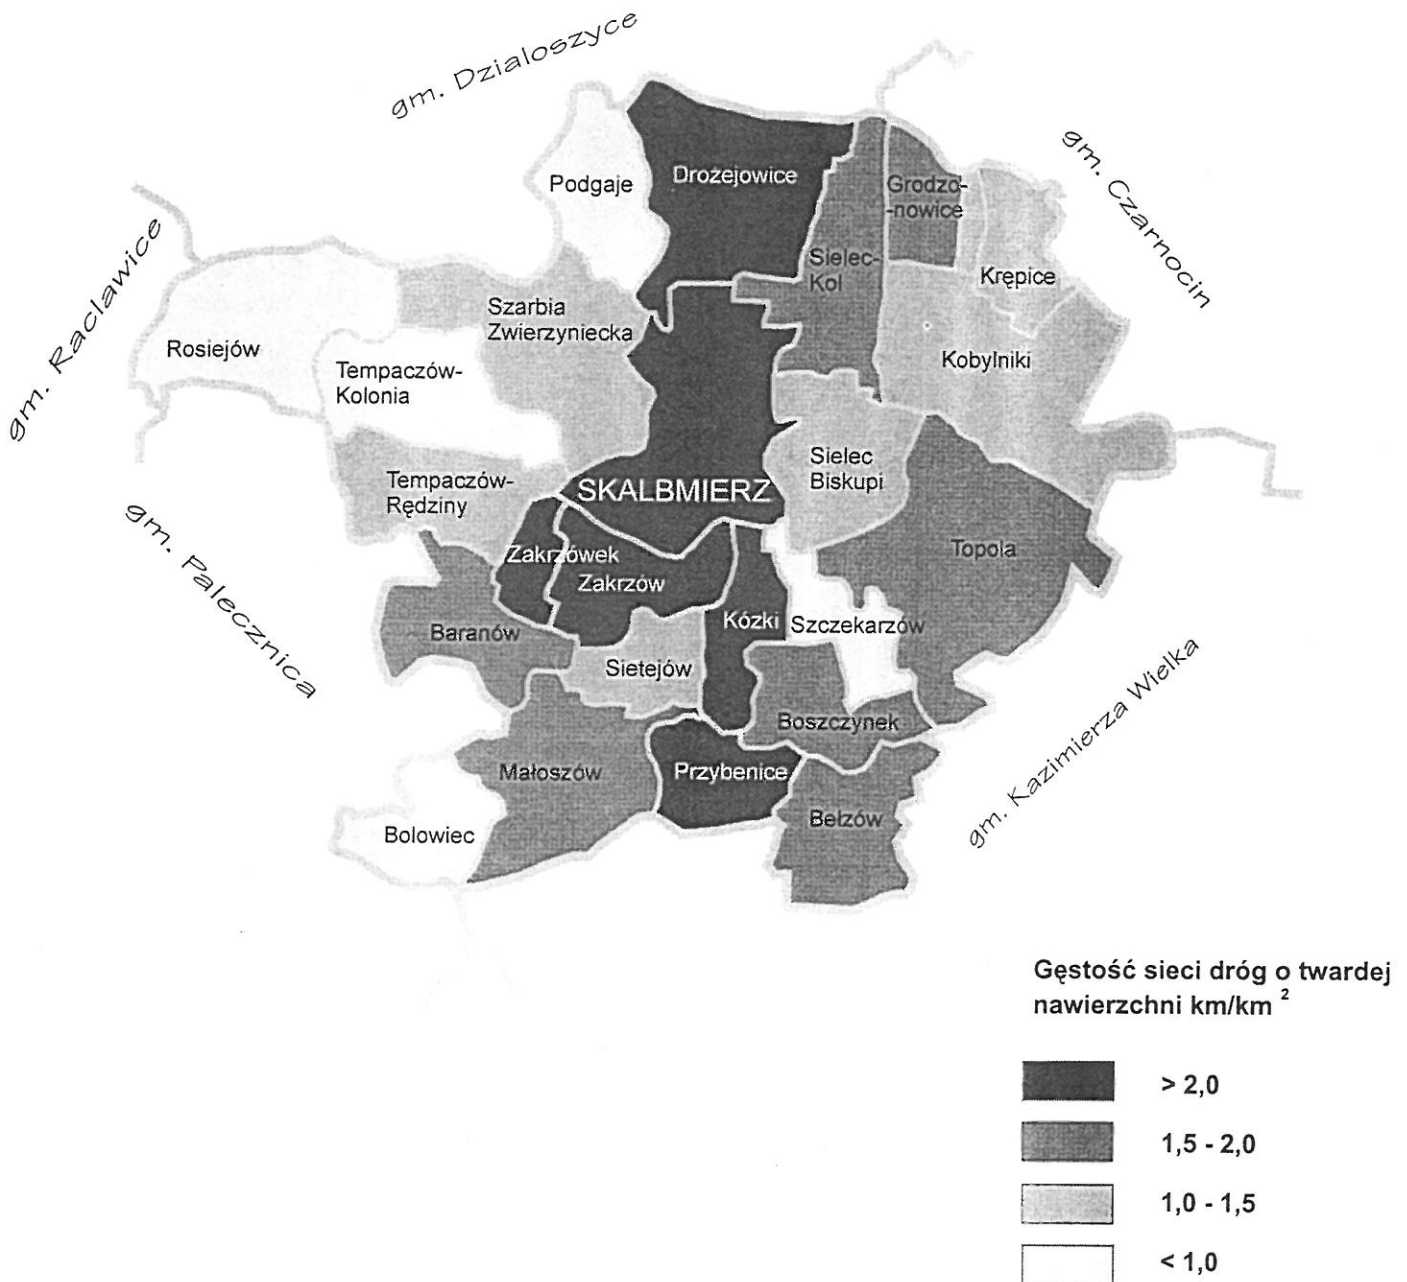 gm. Dzialoszyce
gm. Czarnocin
Podgaje
Drożejowice
Grodzo-
-nowice
Sielec-
Kol
Krępice
gm. Raclawice
Szarbia
Zwierzyniecka
Rosiejów
Tempaczów-
Kolonia
Kobylniki
Sielec
Biskupi
Tempaczów-
Rędziny
SKALBMIERZ
Topola
Zakrzówek
Zakrzów
gm. Palecznica
Baranów
Kózki
Szczekarzów
Sietejów
Boszczynek
Małoszów
Przybenice
gm. Kazimierza Wielka
Bolowiec
Bełzów
Gęstość sieci dróg o twardej
nawierzchni km/km 2
> 2,0
1,5 - 2,0
1,0 - 1,5
< 1,0